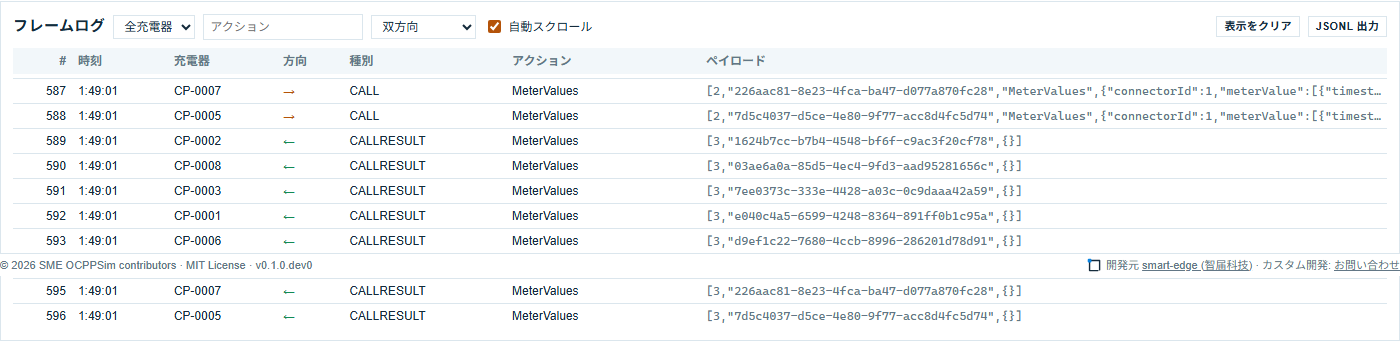 フレームログ 全充電器 アクション 双方向 自動スクロール 表示をクリア JSONL 出力
# 時刻 充電器 方向 種別 アクション ペイロード
587 1:49:01 CP-0007 → CALL MeterValues [2,"226aac81-8e23-4fca-ba47-d077a870fc28","MeterValues",{"connectorId":1,"meterValue":[{"timest…
588 1:49:01 CP-0005 → CALL MeterValues [2,"7d5c4037-d5ce-4e80-9f77-acc8d4fc5d74","MeterValues",{"connectorId":1,"meterValue":[{"timest…
589 1:49:01 CP-0002 ← CALLRESULT MeterValues [3,"1624b7cc-b7b4-4548-bf6f-c9ac3f20cf78",{}]
590 1:49:01 CP-0008 ← CALLRESULT MeterValues [3,"03ae6a0a-85d5-4ec4-9fd3-aad95281656c",{}]
591 1:49:01 CP-0003 ← CALLRESULT MeterValues [3,"7ee0373c-333e-4428-a03c-0c9daaa42a59",{}]
592 1:49:01 CP-0001 ← CALLRESULT MeterValues [3,"e040c4a5-6599-4248-8364-891ff0b1c95a",{}]
593 1:49:01 CP-0006 ← CALLRESULT MeterValues [3,"d9ef1c22-7680-4ccb-8996-286201d78d91",{}]
© 2026 SME OCPPSim contributors · MIT License · v0.1.0.dev0 開発元 smart-edge (智届科技) · カスタム開発: お問い合わせ
595 1:49:01 CP-0007 ← CALLRESULT MeterValues [3,"226aac81-8e23-4fca-ba47-d077a870fc28",{}]
596 1:49:01 CP-0005 ← CALLRESULT MeterValues [3,"7d5c4037-d5ce-4e80-9f77-acc8d4fc5d74",{}]